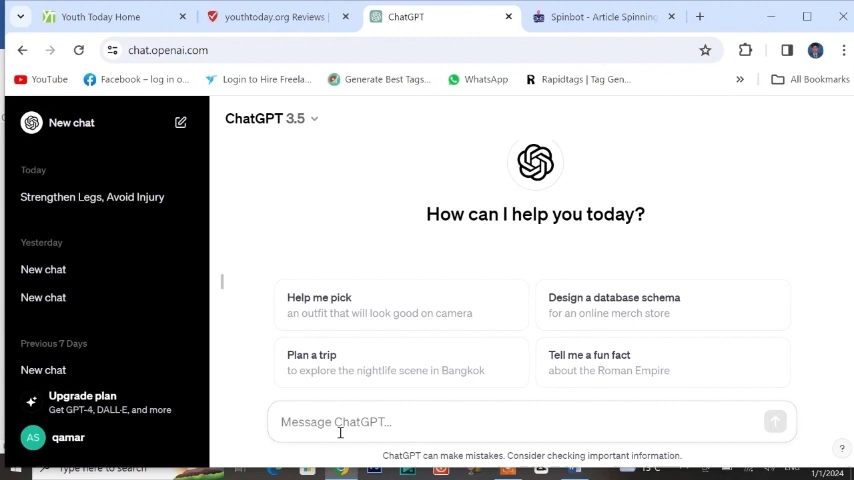 Youth Today Home
youthtoday.org Reviews |
ChatGPT
Spinbot - Article Spinning
chat.openai.com
YouTube
Facebook – log in o...
Login to Hire Freela...
Generate Best Tags...
WhatsApp
Rapidtags | Tag Gen...
»
All Bookmarks
New chat
ChatGPT 3.5
Today
Strengthen Legs, Avoid Injury
How can I help you today?
Yesterday
New chat
New chat
Help me pick
an outfit that will look good on camera
Design a database schema
for an online merch store
Previous 7 Days
New chat
Plan a trip
to explore the nightlife scene in Bangkok
Tell me a fun fact
about the Roman Empire
Upgrade plan
Get GPT-4, DALL·E, and more
Message ChatGPT...
AS
qamar
ChatGPT can make mistakes. Consider checking important information.
?
Type here to search
1/1/2024